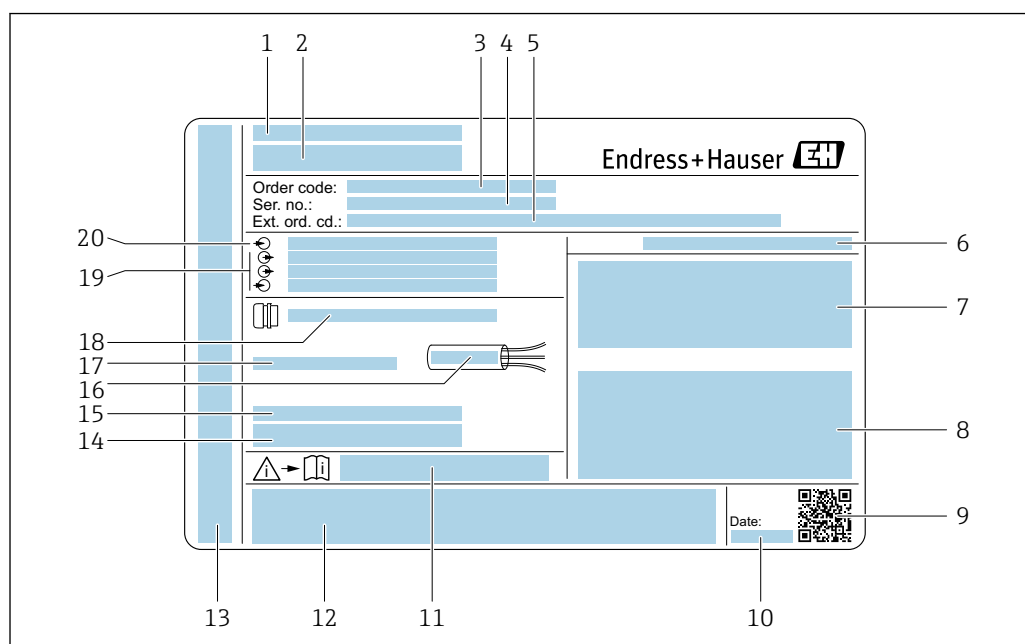 1 2 3 4 5
Endress+Hauser EH
Order code:
Ser. no.:
Ext. ord. cd.:
20
19
6
7
18
17
16
15
14
8
i i
Date:
9
13 12 11 10